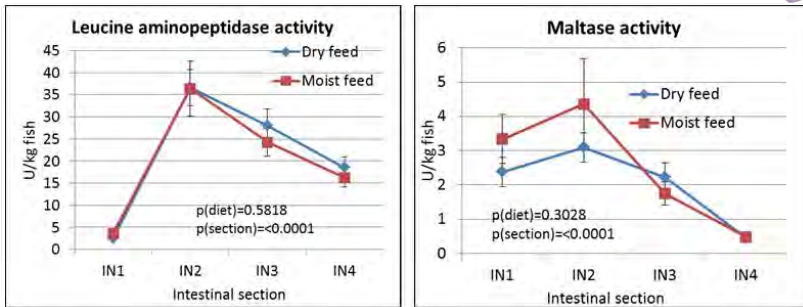 Leucine aminopeptidase activity
45
40
35
30
25
20
15
10
5
0
U/kg fish
Dry feed
Moist feed
p(diet)=0.5818
p(section)=<0.0001
IN1 IN2 IN3 IN4
Intestinal section
Maltase activity
6
5
4
3
2
1
0
U/kg fish
Dry feed
Moist feed
p(diet)=0.3028
p(section)=<0.0001
IN1 IN2 IN3 IN4
Intestinal section